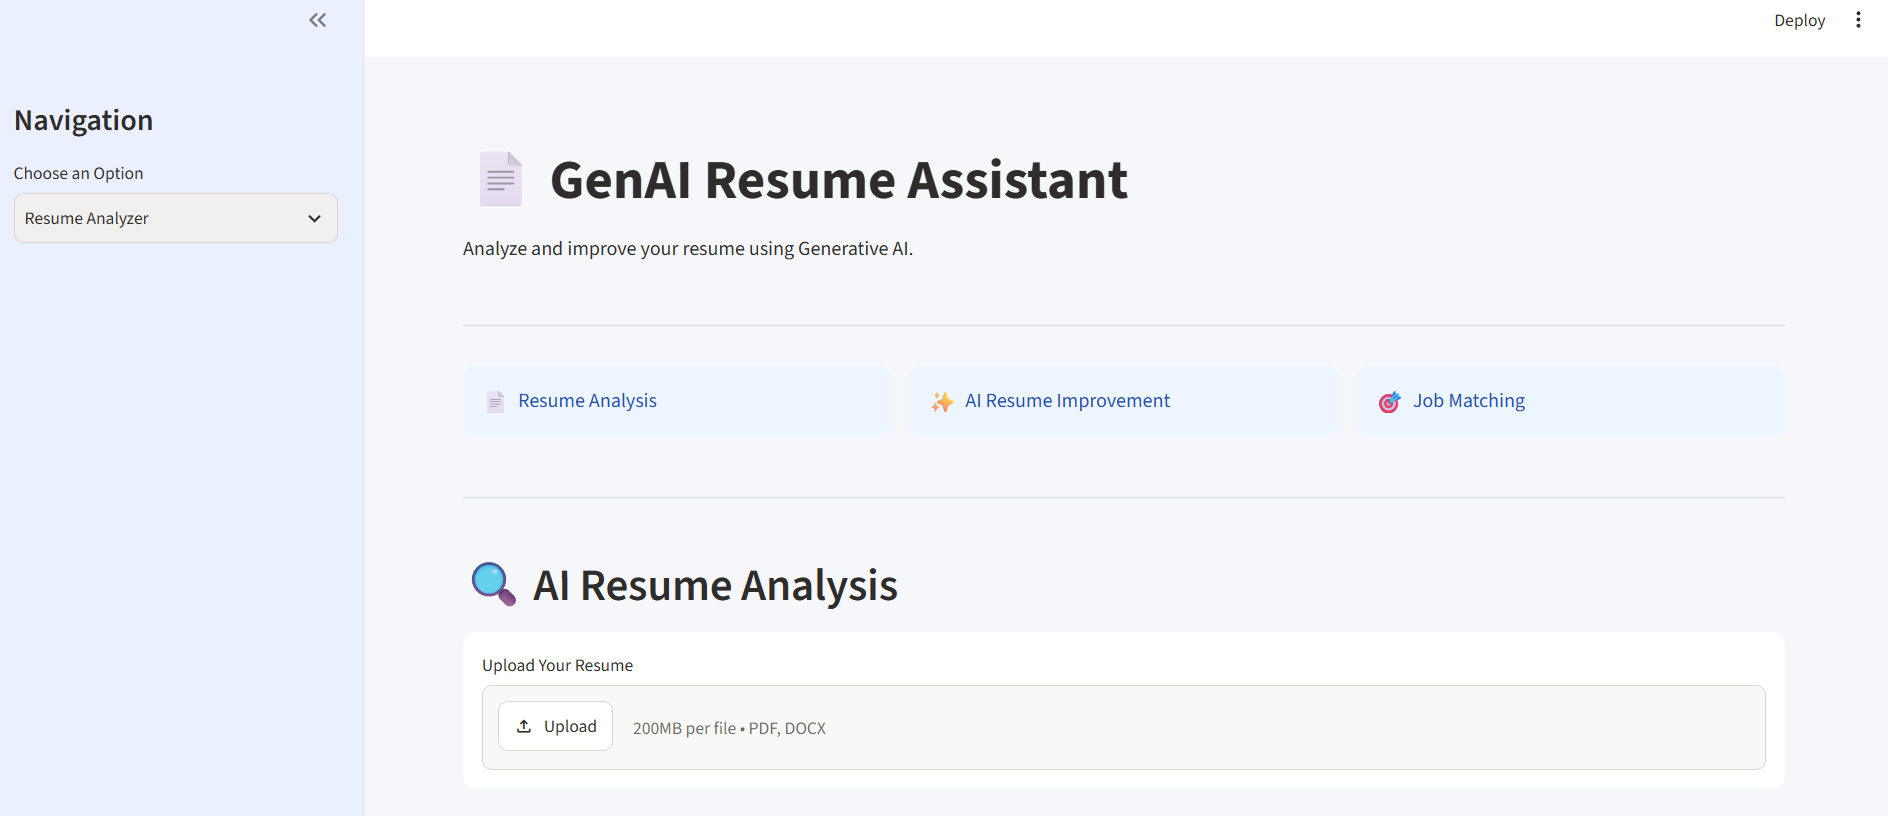 Deploy
Navigation
Choose an Option
Resume Analyzer
GenAI Resume Assistant
Analyze and improve your resume using Generative AI.
Resume Analysis
AI Resume Improvement
Job Matching
AI Resume Analysis
Upload Your Resume
Upload
200MB per file • PDF, DOCX